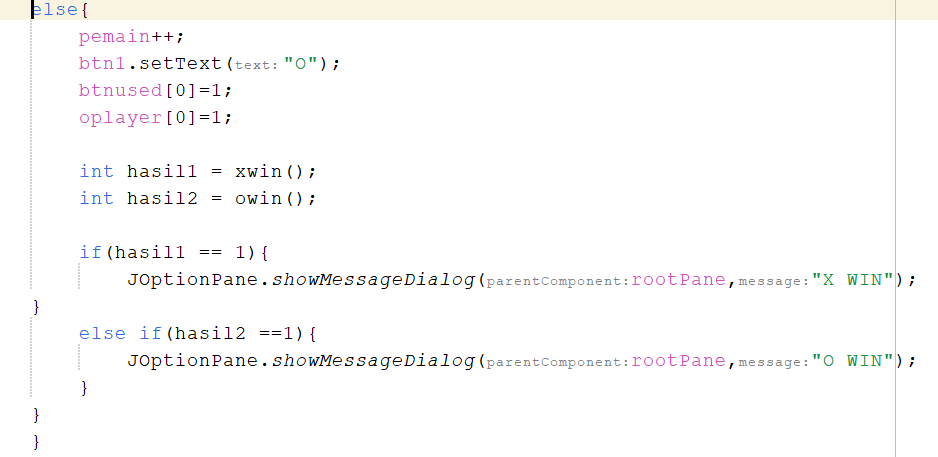 else{
pemain++;
btn1.setText(text: "O");
btnused[0]=1;
oplayer[0]=1;
int hasil1 = xwin();
int hasil2 = owin();
if(hasil1 == 1){
JOptionPane.showMessageDialog(parentComponent: rootPane, message: "X WIN");
}
else if(hasil2 ==1){
JOptionPane.showMessageDialog(parentComponent: rootPane, message: "O WIN");
}
}
}